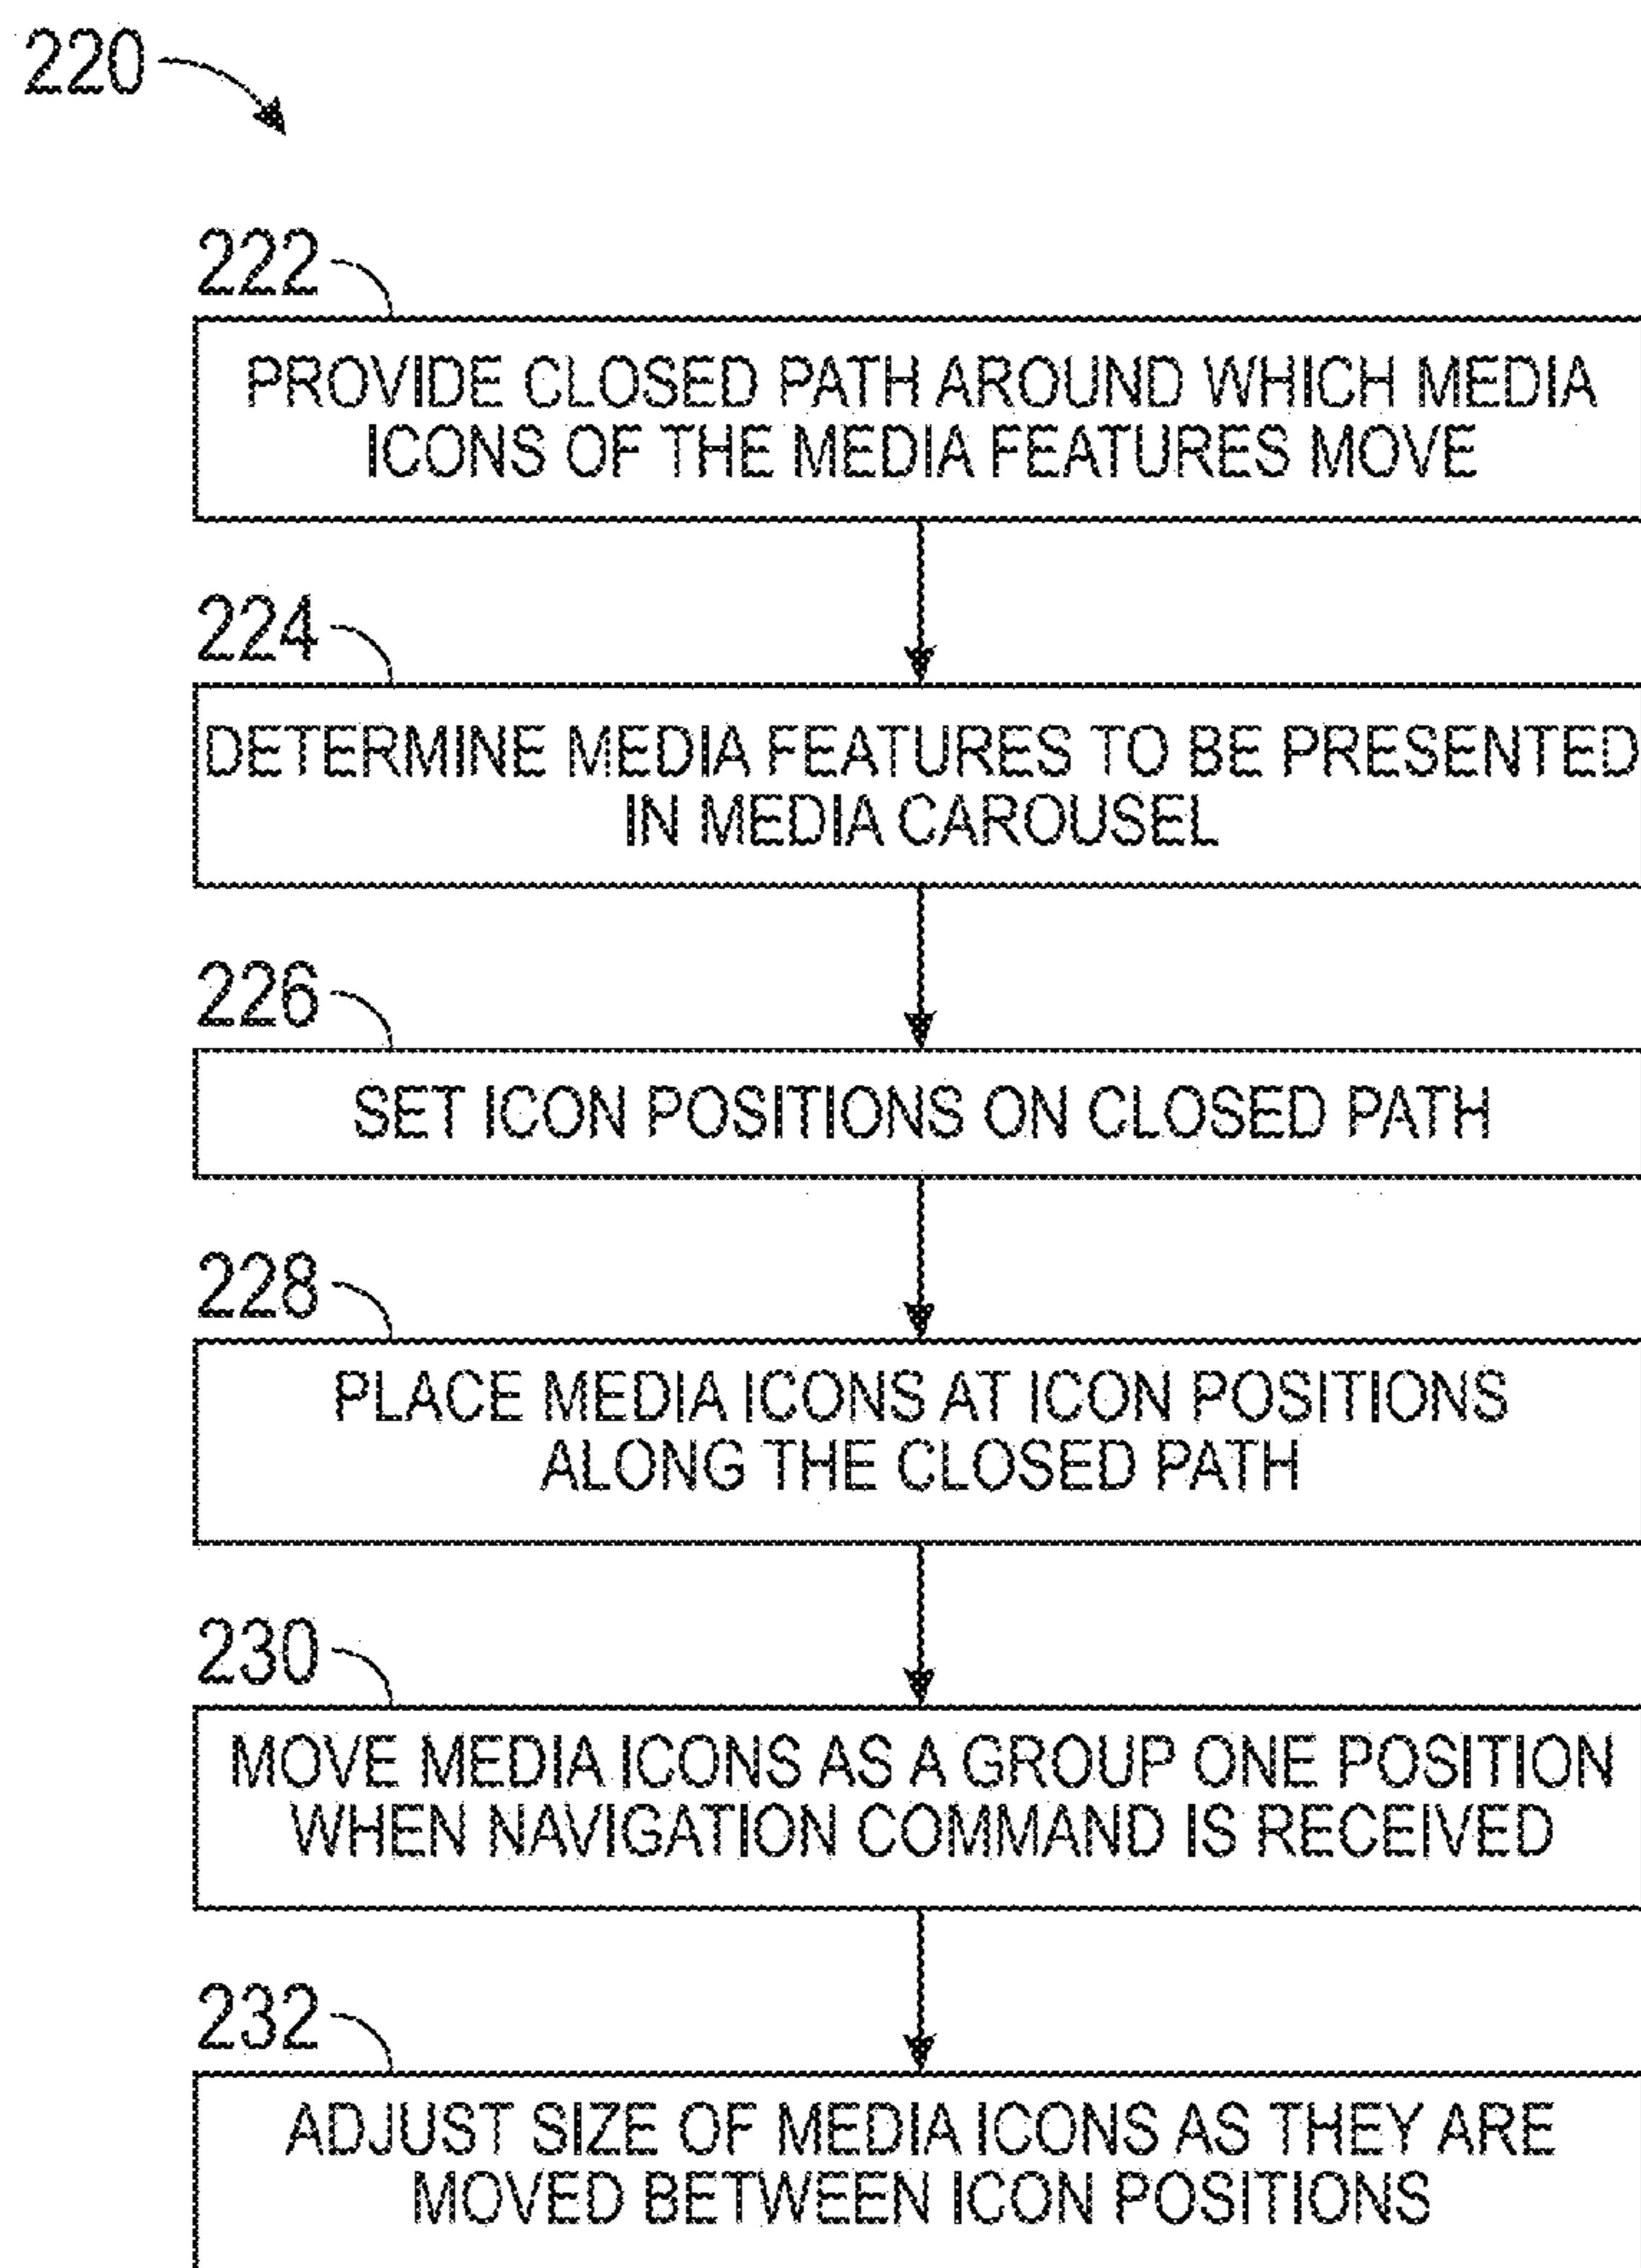 220
222
PROVIDE CLOSED PATH AROUND WHICH MEDIA
ICONS OF THE MEDIA FEATURES MOVE
224
DETERMINE MEDIA FEATURES TO BE PRESENTED
IN MEDIA CAROUSEL
226
SET ICON POSITIONS ON CLOSED PATH
228
PLACE MEDIA ICONS AT ICON POSITIONS
ALONG THE CLOSED PATH
230
MOVE MEDIA ICONS AS A GROUP ONE POSITION
WHEN NAVIGATION COMMAND IS RECEIVED
232
ADJUST SIZE OF MEDIA ICONS AS THEY ARE
MOVED BETWEEN ICON POSITIONS